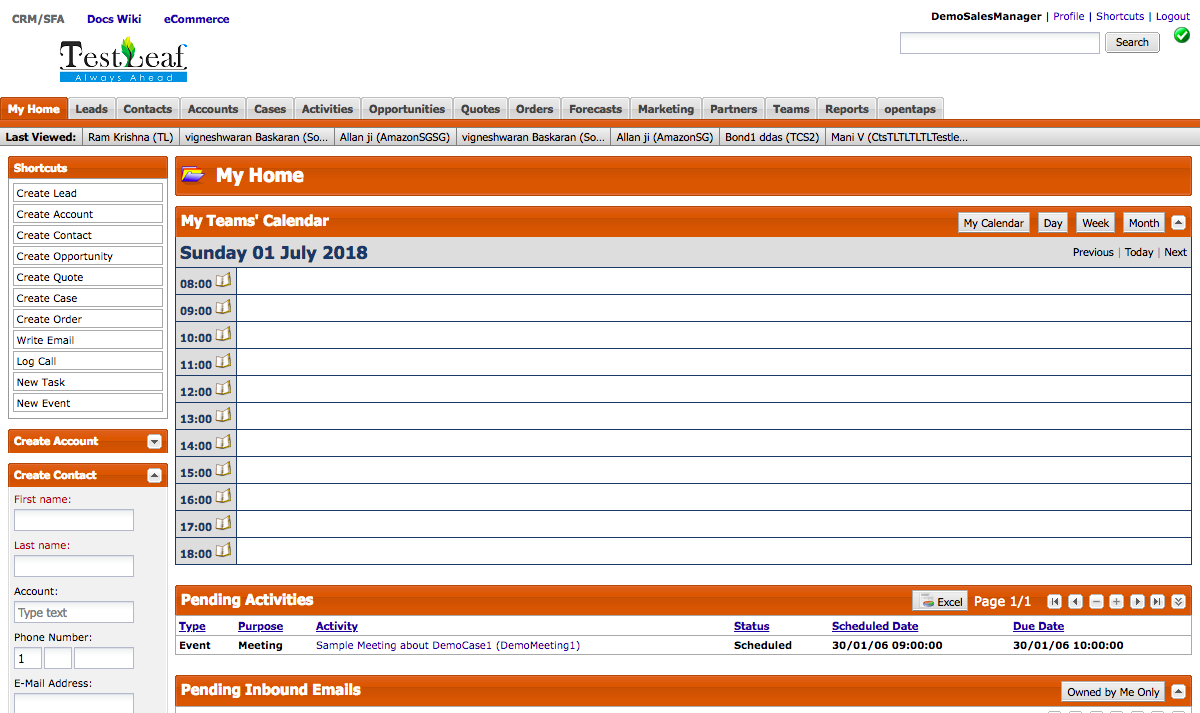 CRM/SFA Docs Wiki eCommerce
DemoSalesManager | Profile | Shortcuts | Logout
Search
TestLeaf
Always Ahead
My Home Leads Contacts Accounts Cases Activities Opportunities Quotes Orders Forecasts Marketing Partners Teams Reports opentaps
Last Viewed: Ram Krishna (TL) vigneshwaran Baskaran (So... Allan ji (AmazonSGSG) vigneshwaran Baskaran (So... Allan ji (AmazonSG) Bond1 ddas (TCS2) Mani V (CtsTLTLTLTLTestle...
Shortcuts
Create Lead
Create Account
Create Contact
Create Opportunity
Create Quote
Create Case
Create Order
Write Email
Log Call
New Task
New Event
Create Account
Create Contact
First name:
Last name:
Account:
Type text
Phone Number:
1
E-Mail Address:
My Home
My Teams' Calendar My Calendar Day Week Month
Sunday 01 July 2018 Previous | Today | Next
08:00
09:00
10:00
11:00
12:00
13:00
14:00
15:00
16:00
17:00
18:00
Pending Activities Excel Page 1/1
Type Purpose Activity Status Scheduled Date Due Date
Event Meeting Sample Meeting about DemoCase1 (DemoMeeting1) Scheduled 30/01/06 09:00:00 30/01/06 10:00:00
Pending Inbound Emails Owned by Me Only